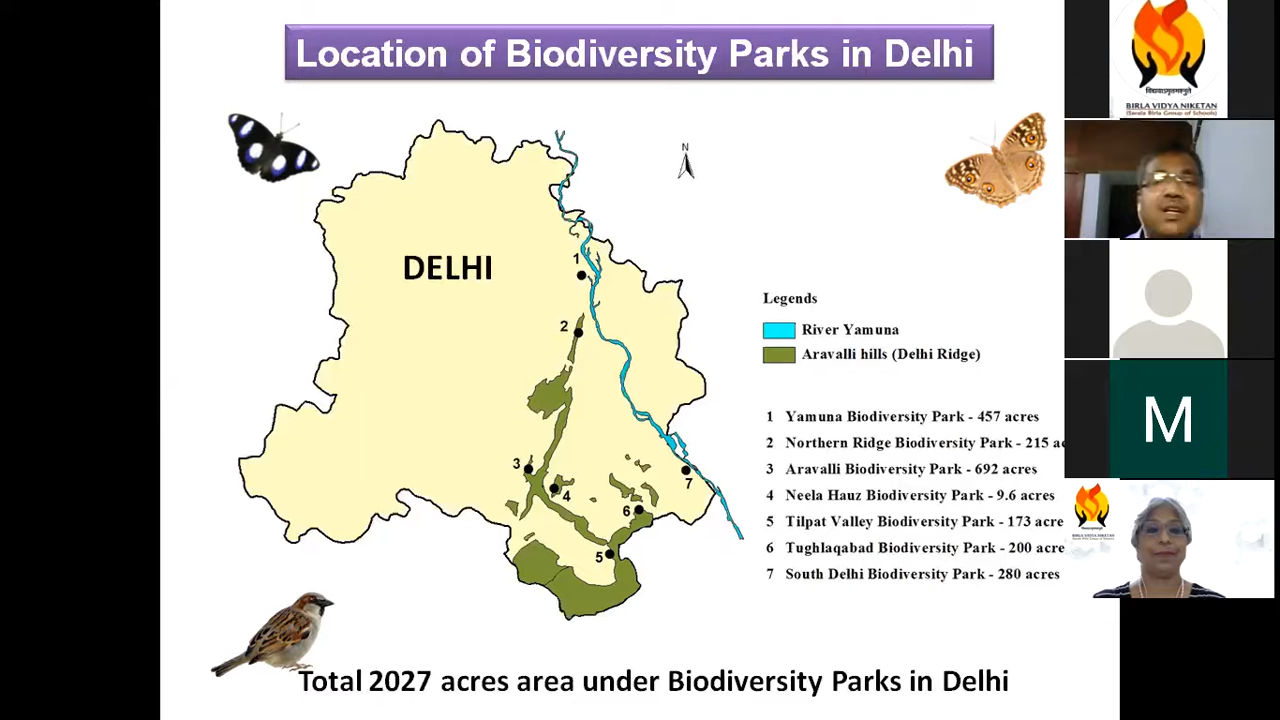 Location of Biodiversity Parks in Delhi
N
DELHI
1
2
3
4
5
6
7
Legends
River Yamuna
Aravalli hills (Delhi Ridge)
1 Yamuna Biodiversity Park - 457 acres
2 Northern Ridge Biodiversity Park - 215 ac
3 Aravalli Biodiversity Park - 692 acres
4 Neela Hauz Biodiversity Park - 9.6 acres
5 Tilpat Valley Biodiversity Park - 173 acre
6 Tughlaqabad Biodiversity Park - 200 acre
7 South Delhi Biodiversity Park - 280 acres
Total 2027 acres area under Biodiversity Parks in Delhi
BIRLA VIDYA NIKETAN
(Sarala Birla Group of Schools)
M